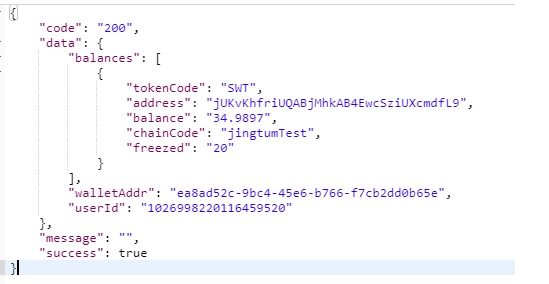 {
    "code": "200",
    "data": {
        "balances": [
            {
                "tokenCode": "SWT",
                "address": "jUKvKhfriUQABjMhkAB4EwcSziUXcmdfL9",
                "balance": "34.9897",
                "chainCode": "jingtumTest",
                "freezed": "20"
            }
        ],
        "walletAddr": "ea8ad52c-9bc4-45e6-b766-f7cb2dd0b65e",
        "userId": "1026998220116459520"
    },
    "message": "",
    "success": true
}